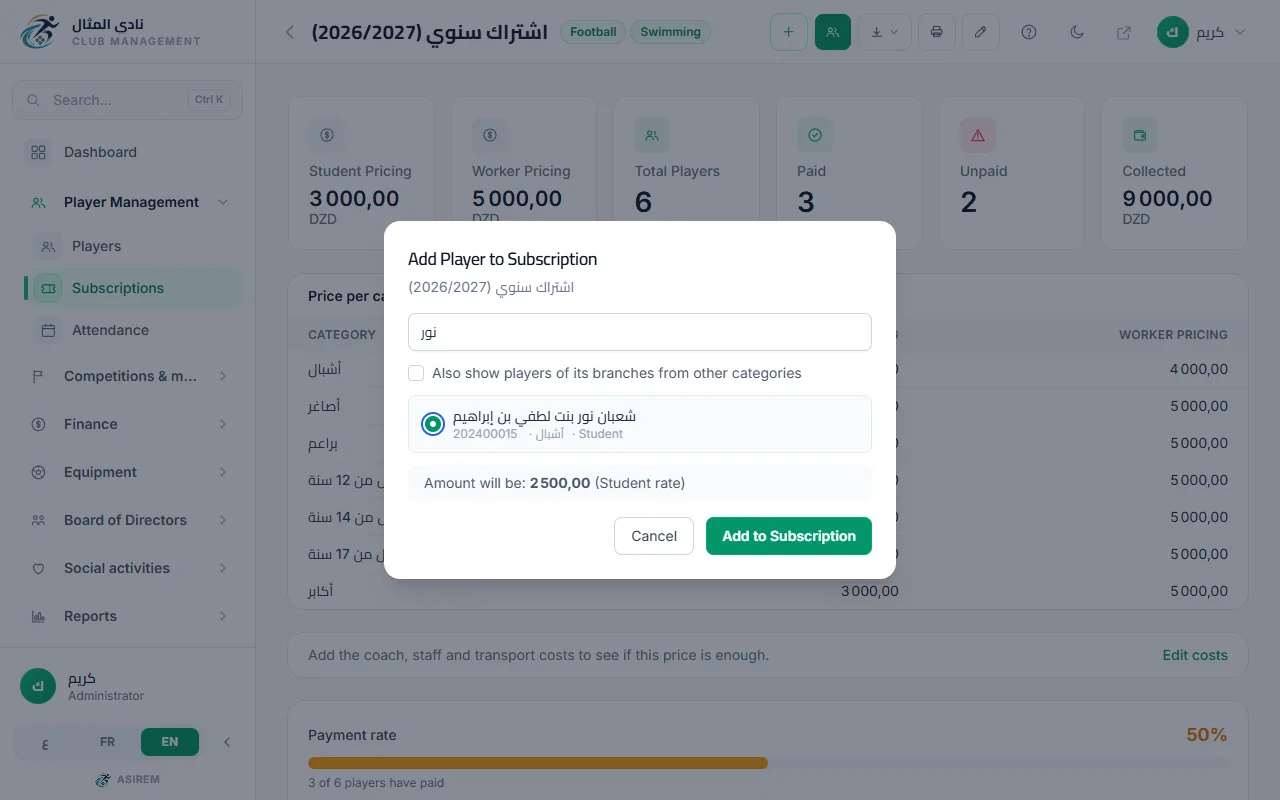 نادي المثال
CLUB MANAGEMENT
Search...
Ctrl K
Dashboard
Player Management
Players
Subscriptions
Attendance
Competitions & m...
Finance
Equipment
Board of Directors
Social activities
Reports
كريم
Administrator
ع FR EN
ASIREM
اشتراك سنوي (2026/2027)
Football Swimming
ك كريم
Student Pricing
3 000,00
DZD
Worker Pricing
5 000,00
DZD
Total Players
6
Paid
3
Unpaid
2
Collected
9 000,00
DZD
Price per ca
CATEGORY
WORKER PRICING
أشبال
4 000,00
أصاغر
5 000,00
براعم
5 000,00
من 12 سنة
5 000,00
من 14 سنة
5 000,00
من 17 سنة
5 000,00
أكابر
3 000,00
5 000,00
Add Player to Subscription
اشتراك سنوي (2026/2027)
نور
Also show players of its branches from other categories
شعبان نور بنت لطفي بن إبراهيم
202400015 · أشبال · Student
Amount will be: 2 500,00 (Student rate)
Cancel
Add to Subscription
Add the coach, staff and transport costs to see if this price is enough.
Edit costs
Payment rate
50%
3 of 6 players have paid